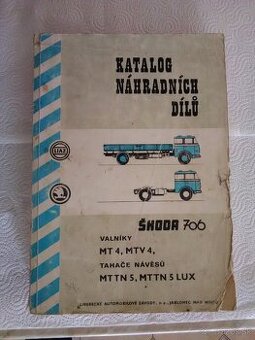 KATALOG
NÁHRADNÍCH
DÍLŮ
LIAZ
ŠKODA 706
VALNÍKY
MT 4, MTV 4,
TAHAČE NÁVĚSŮ
MTTN 5, MTTN 5 LUX
LIBERECKÉ AUTOMOBILOVÉ ZÁVODY, n. p., JABLONEC NAD NISOU